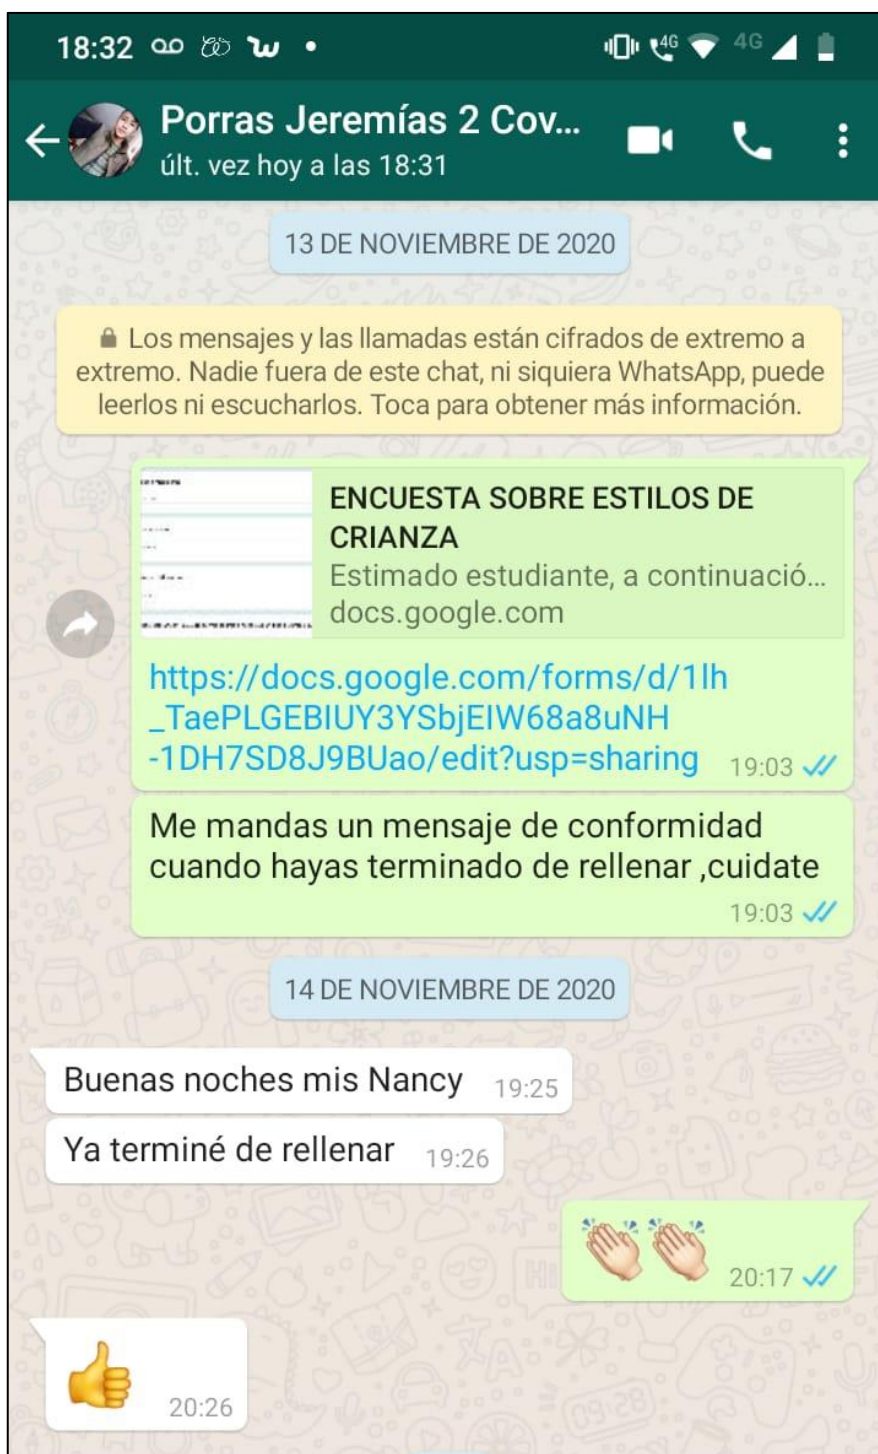 18:32
4G
4G
Porras Jeremías 2 Cov...
últ. vez hoy a las 18:31
13 DE NOVIEMBRE DE 2020
Los mensajes y las llamadas están cifrados de extremo a
extremo. Nadie fuera de este chat, ni siquiera WhatsApp, puede
leerlos ni escucharlos. Toca para obtener más información.
ENCUESTA SOBRE ESTILOS DE
CRIANZA
Estimado estudiante, a continuació...
docs.google.com
https://docs.google.com/forms/d/1lh
_TaePLGEBIUY3YSbjEIW68a8uNH
-1DH7SD8J9BUao/edit?usp=sharing
19:03
Me mandas un mensaje de conformidad
cuando hayas terminado de rellenar ,cuidate
19:03
14 DE NOVIEMBRE DE 2020
Buenas noches mis Nancy 19:25
Ya terminé de rellenar 19:26
👏👏 20:17
👍 20:26